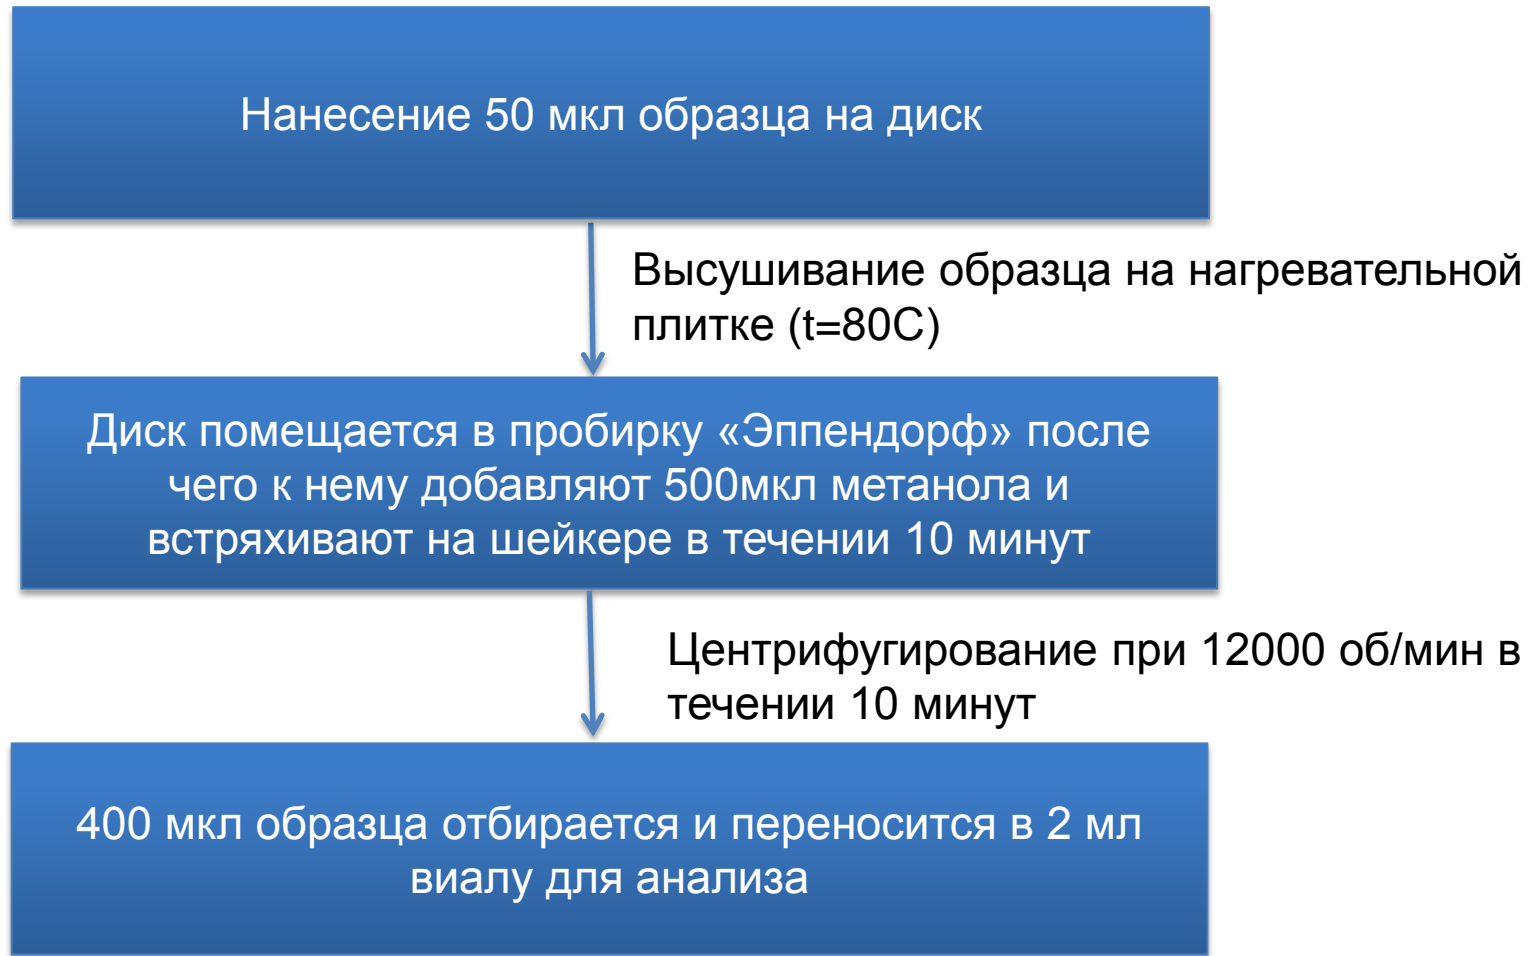 Нанесение 50 мкл образца на диск
Высушивание образца на нагревательной
плитке (t=80C)
Диск помещается в пробирку «Эппендорф» после
чего к нему добавляют 500мкл метанола и
встряхивают на шейкере в течении 10 минут
Центрифугирование при 12000 об/мин в
течении 10 минут
400 мкл образца отбирается и переносится в 2 мл
виалу для анализа